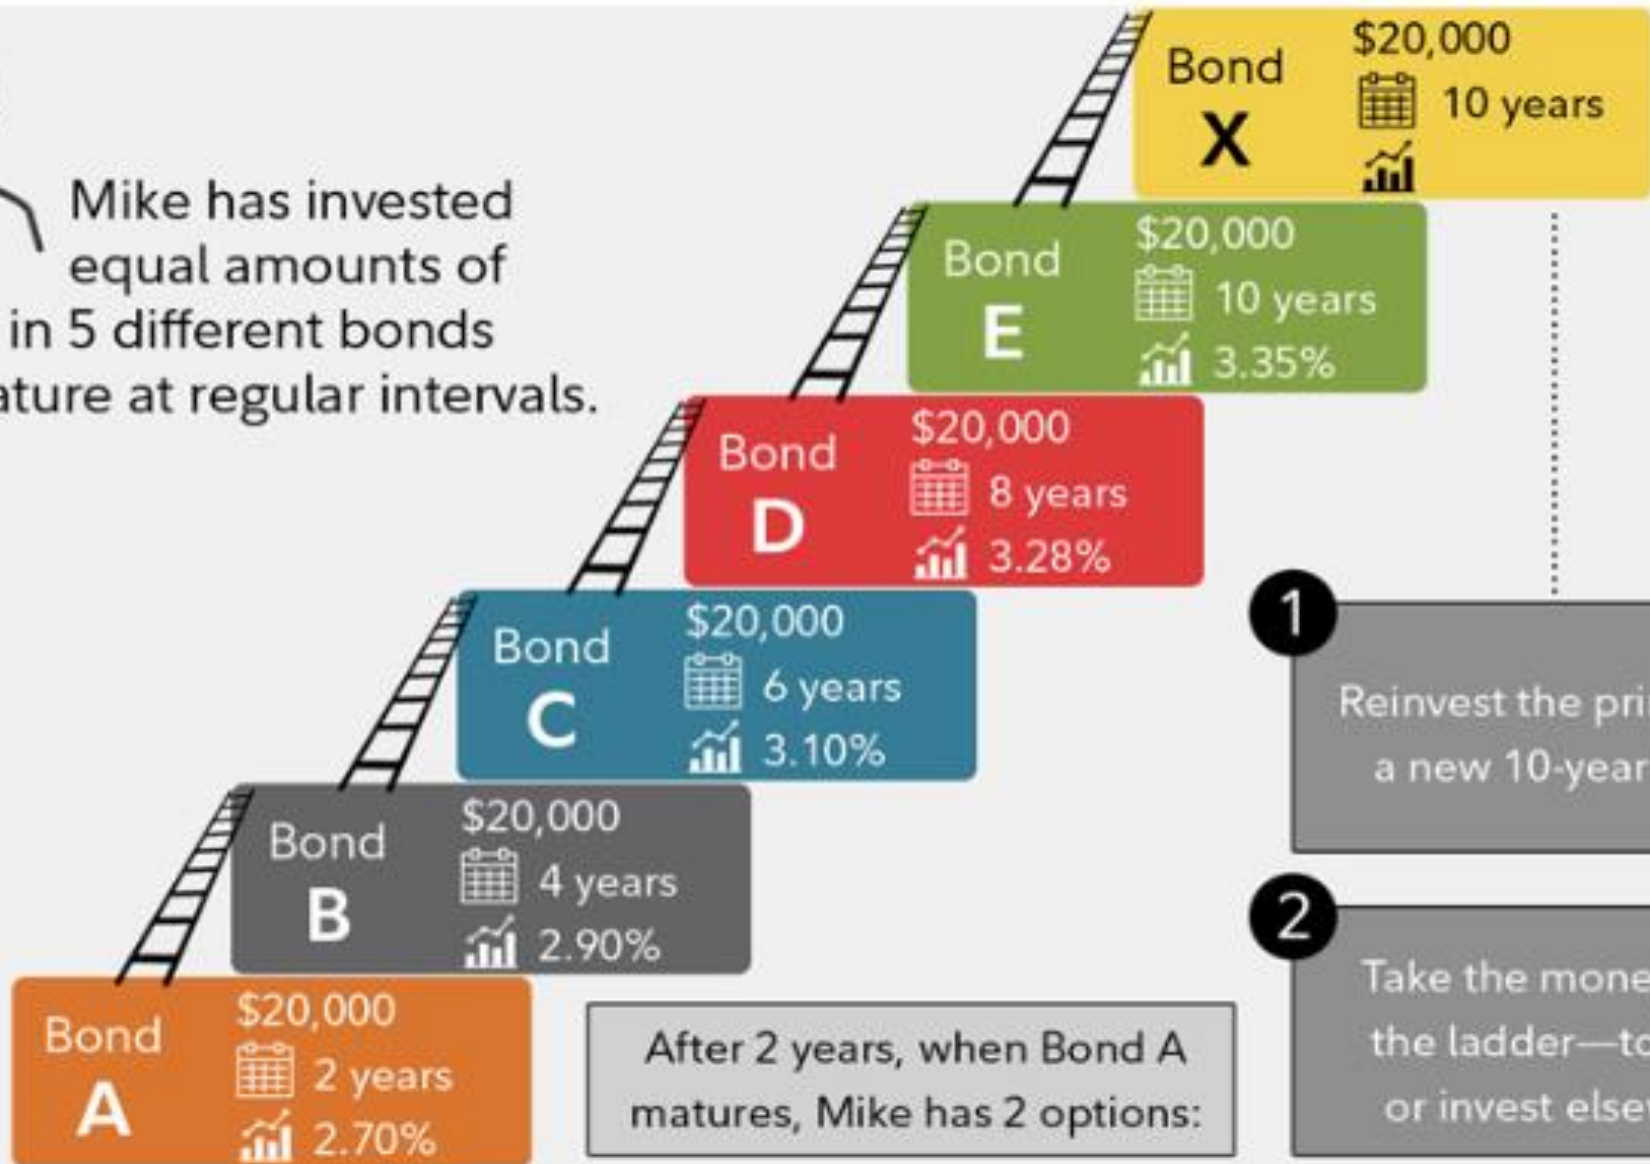 Mike has invested
equal amounts of
in 5 different bonds
at regular intervals.
Bond
X
$20,000
10 years
Bond
E
$20,000
10 years
3.35%
Bond
D
$20,000
8 years
3.28%
Bond
C
$20,000
6 years
3.10%
Bond
B
$20,000
4 years
2.90%
Bond
A
$20,000
2 years
2.70%
After 2 years, when Bond A
matures, Mike has 2 options:
1
Reinvest the
a new 10-year
2
Take the
the ladder—
or invest